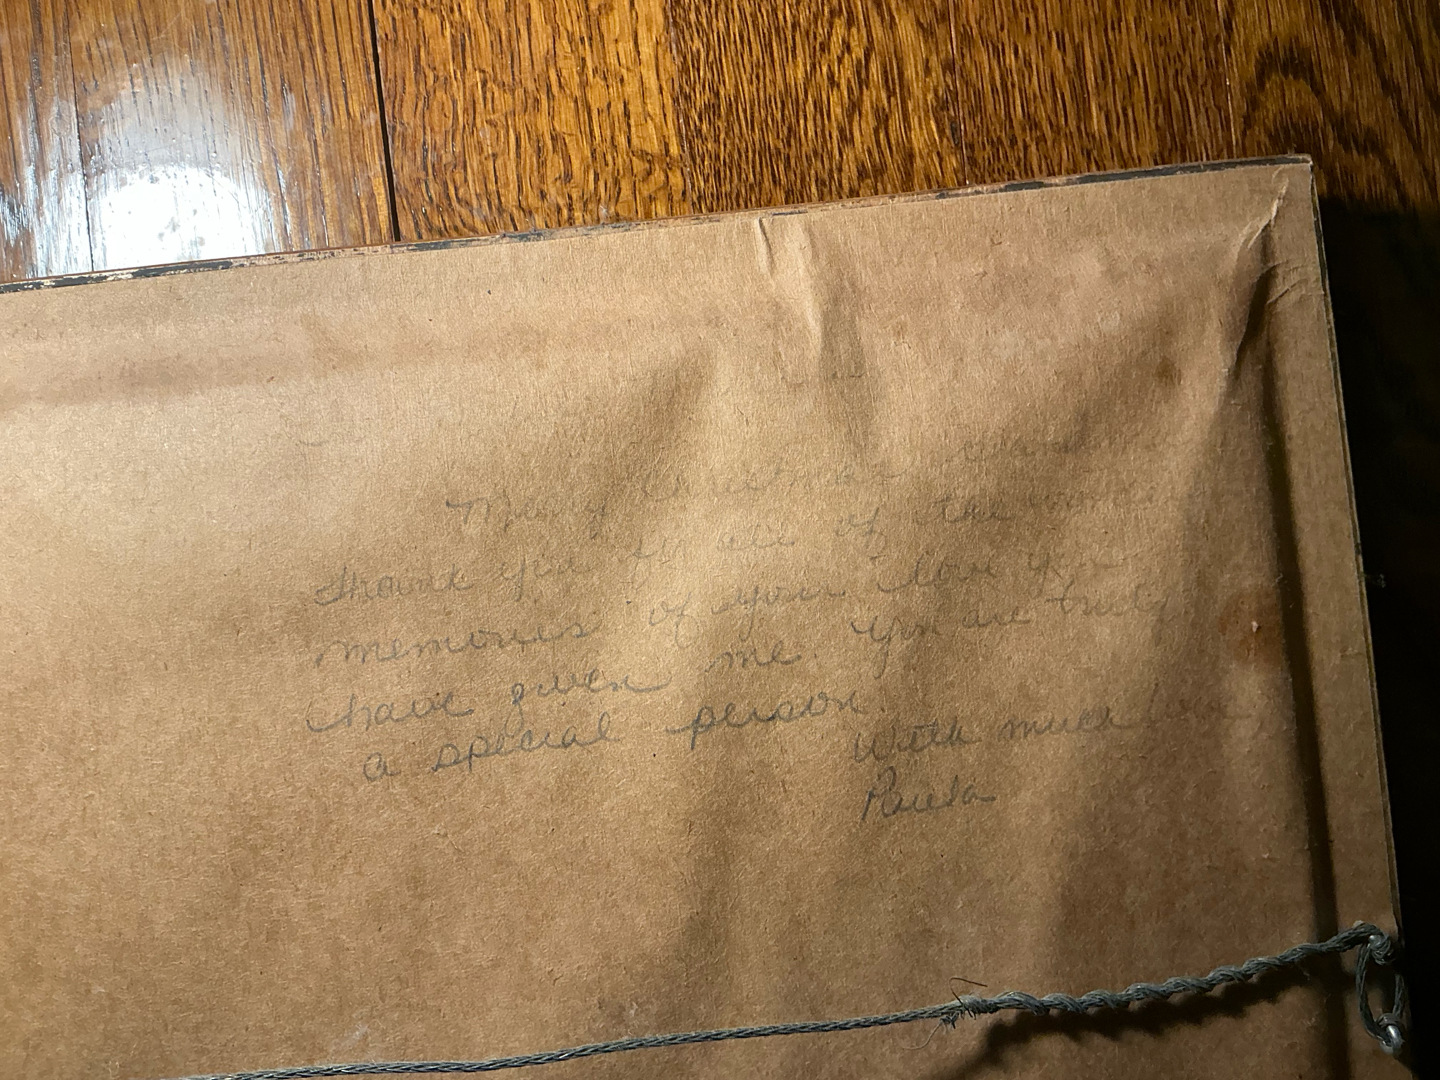 Merry Christmas
Thank you for all of the
memories of your love you
have given me. You are truly
a special person.
With much love
Paula